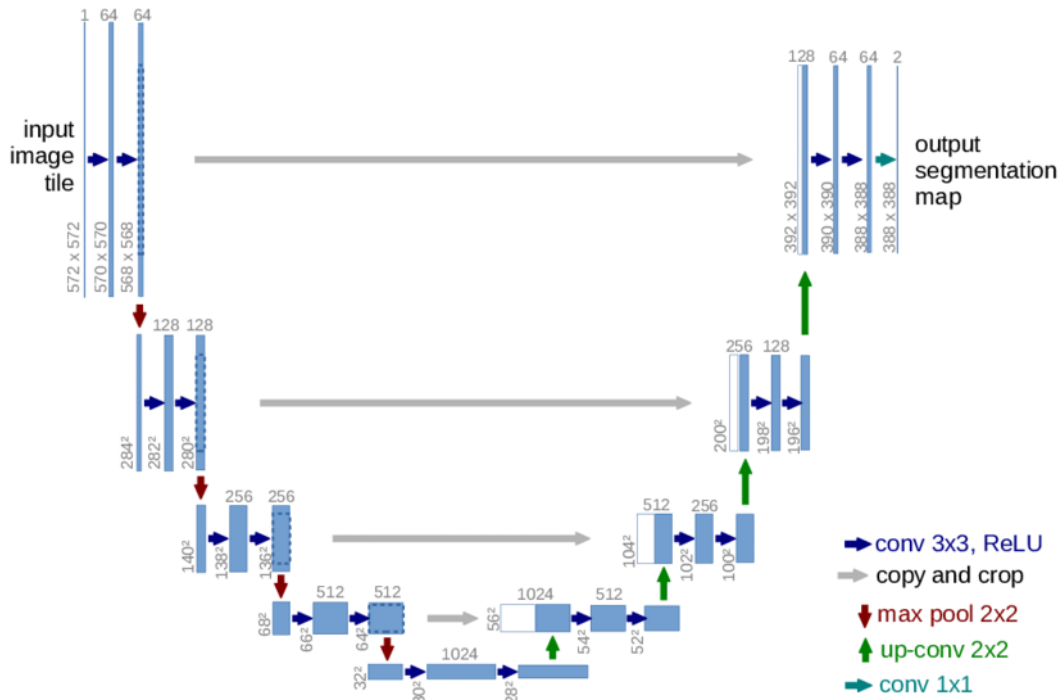 1 64 64
128 64 64 2
input
image
tile
output
segmentation
map
572 x 572
570 x 570
568 x 568
392 x 392
390 x 390
388 x 388
388 x 388
128 128
256 128
284²
282²
280²
200²
198²
196²
256 256
512 256
140²
138²
136²
104²
102²
100²
512 512
1024 512
68²
66²
64²
56²
54²
52²
1024
32²
30²
28²
conv 3x3, ReLU
copy and crop
max pool 2x2
up-conv 2x2
conv 1x1